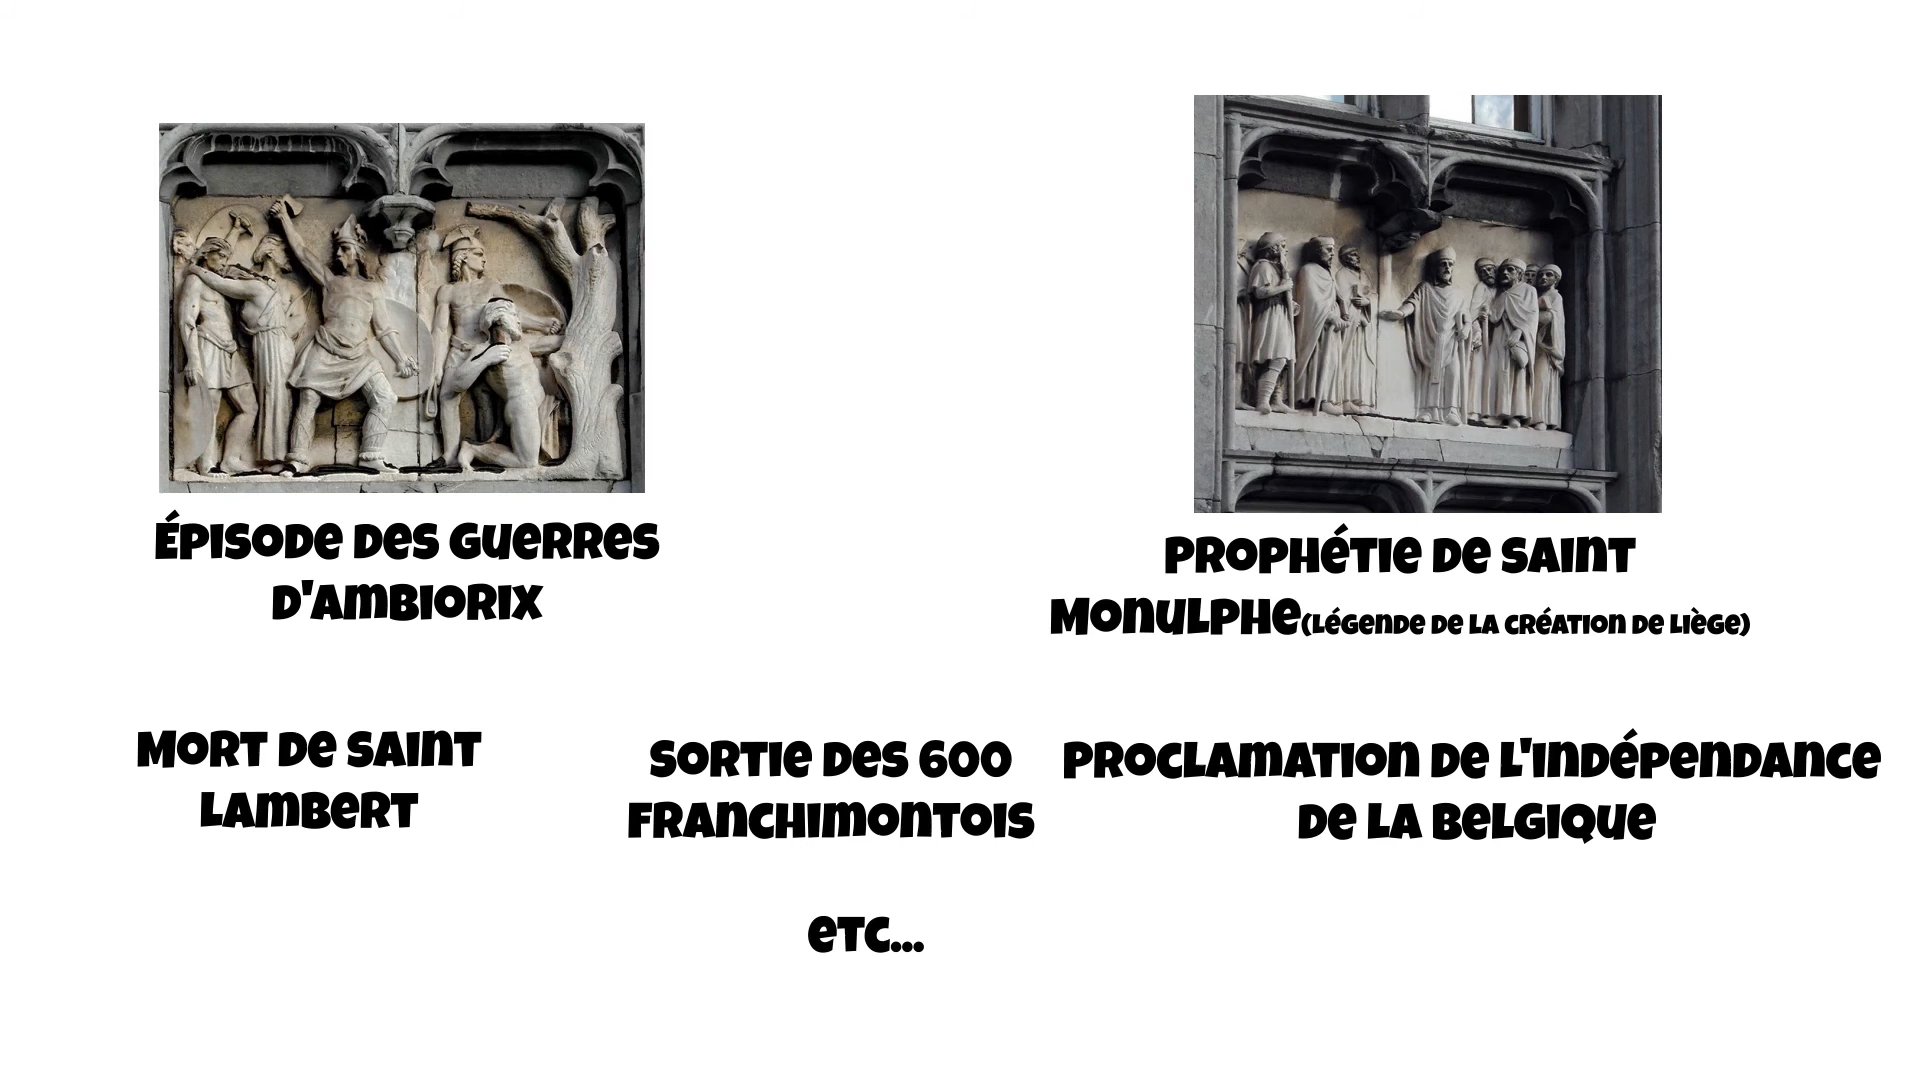 Épisode des guerres
d'Ambiorix
Prophétie de Saint
Monulphe(légende de la création de Liège)
Mort de Saint
Lambert
Sortie des 600
Franchimontois
Proclamation de l'indépendance
de la Belgique
etc...